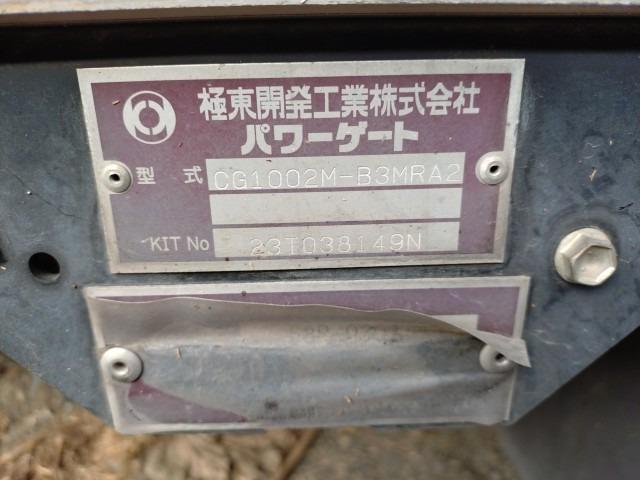 極東開発工業株式会社
パワーゲート
型式 CG1002M-B3MRA2
KIT No 23T038149N